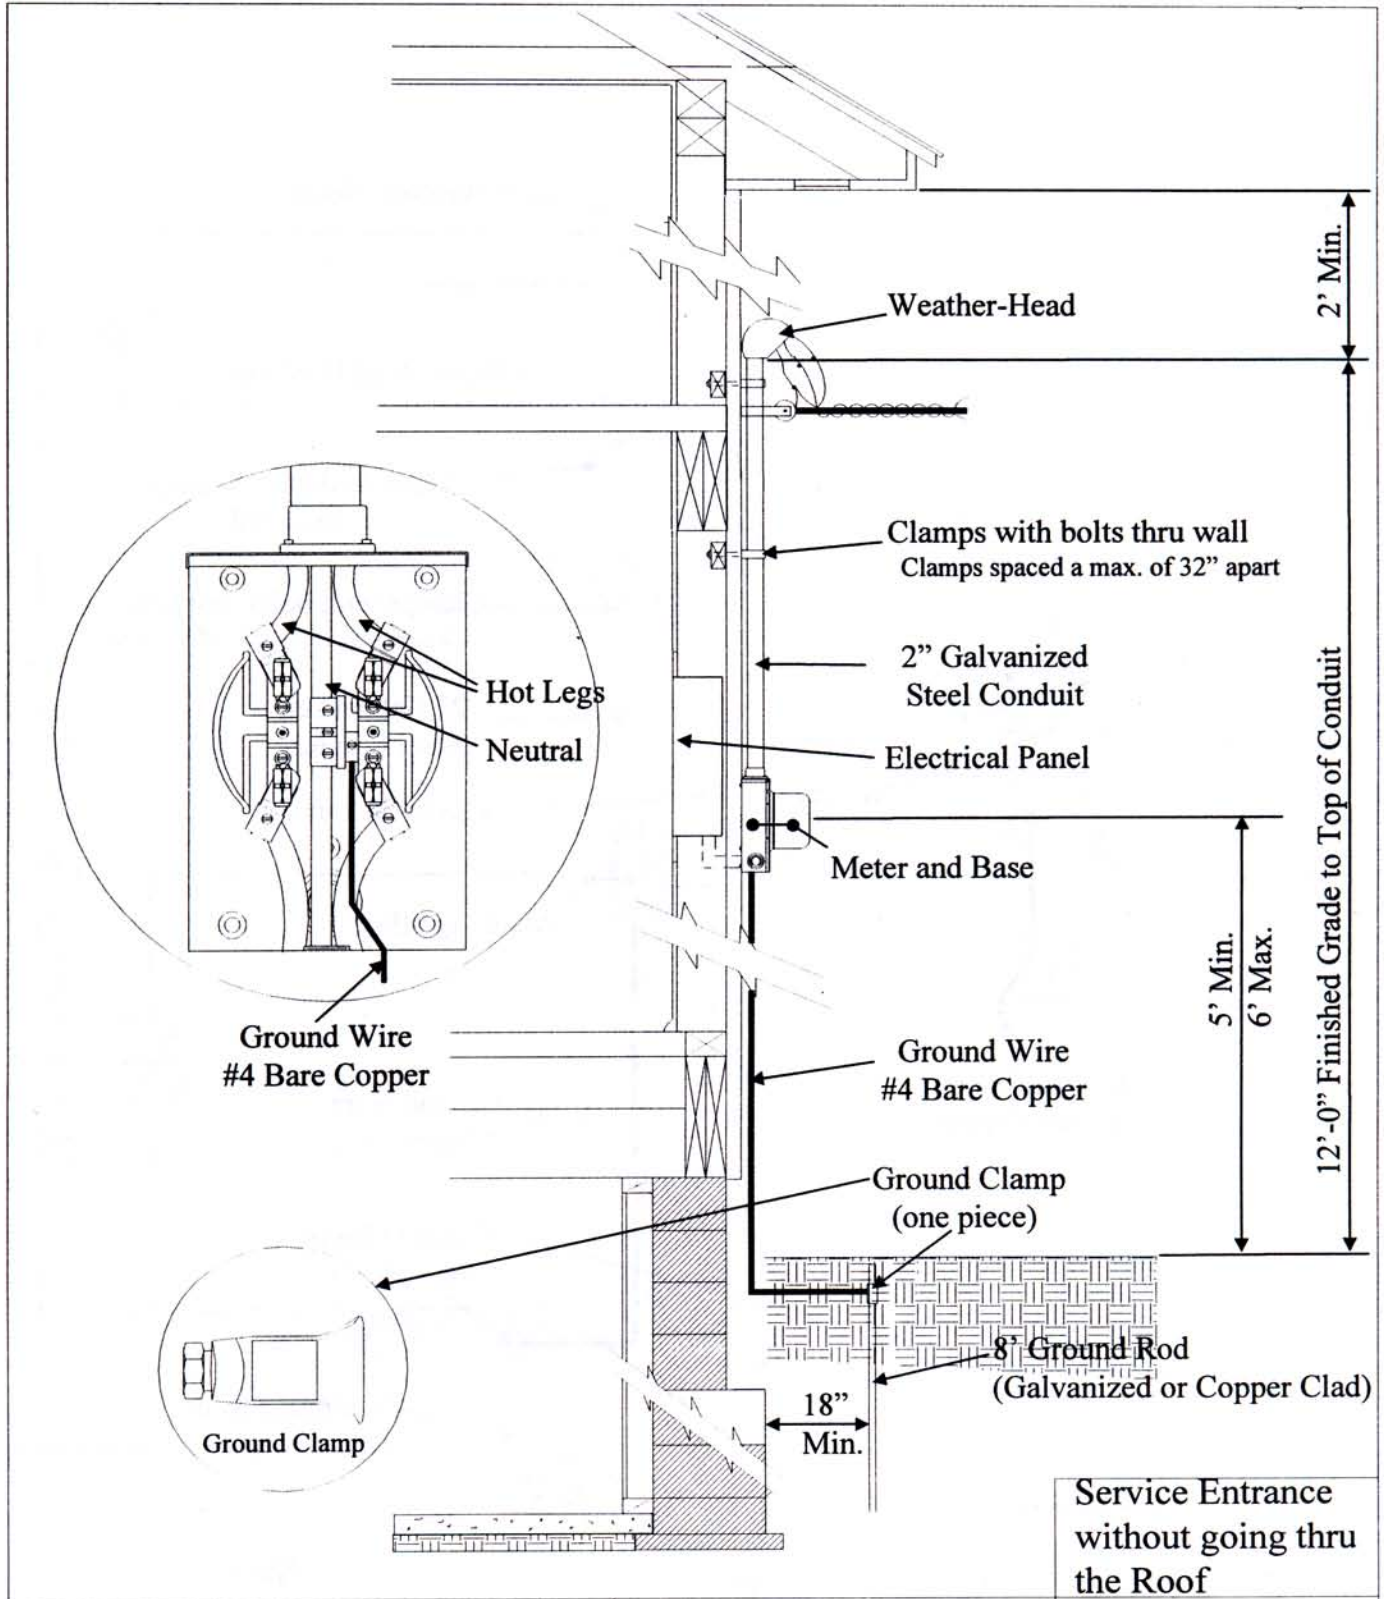 2’ Min.
Weather-Head
Clamps with bolts thru wall
Clamps spaced a max. of 32” apart
2” Galvanized
Steel Conduit
Hot Legs
Neutral
Electrical Panel
Meter and Base
12’-0” Finished Grade to Top of Conduit
5’ Min.
6’ Max.
Ground Wire
#4 Bare Copper
Ground Wire
#4 Bare Copper
Ground Clamp
(one piece)
8’ Ground Rod
(Galvanized or Copper Clad)
18”
Min.
Ground Clamp
Service Entrance
without going thru
the Roof